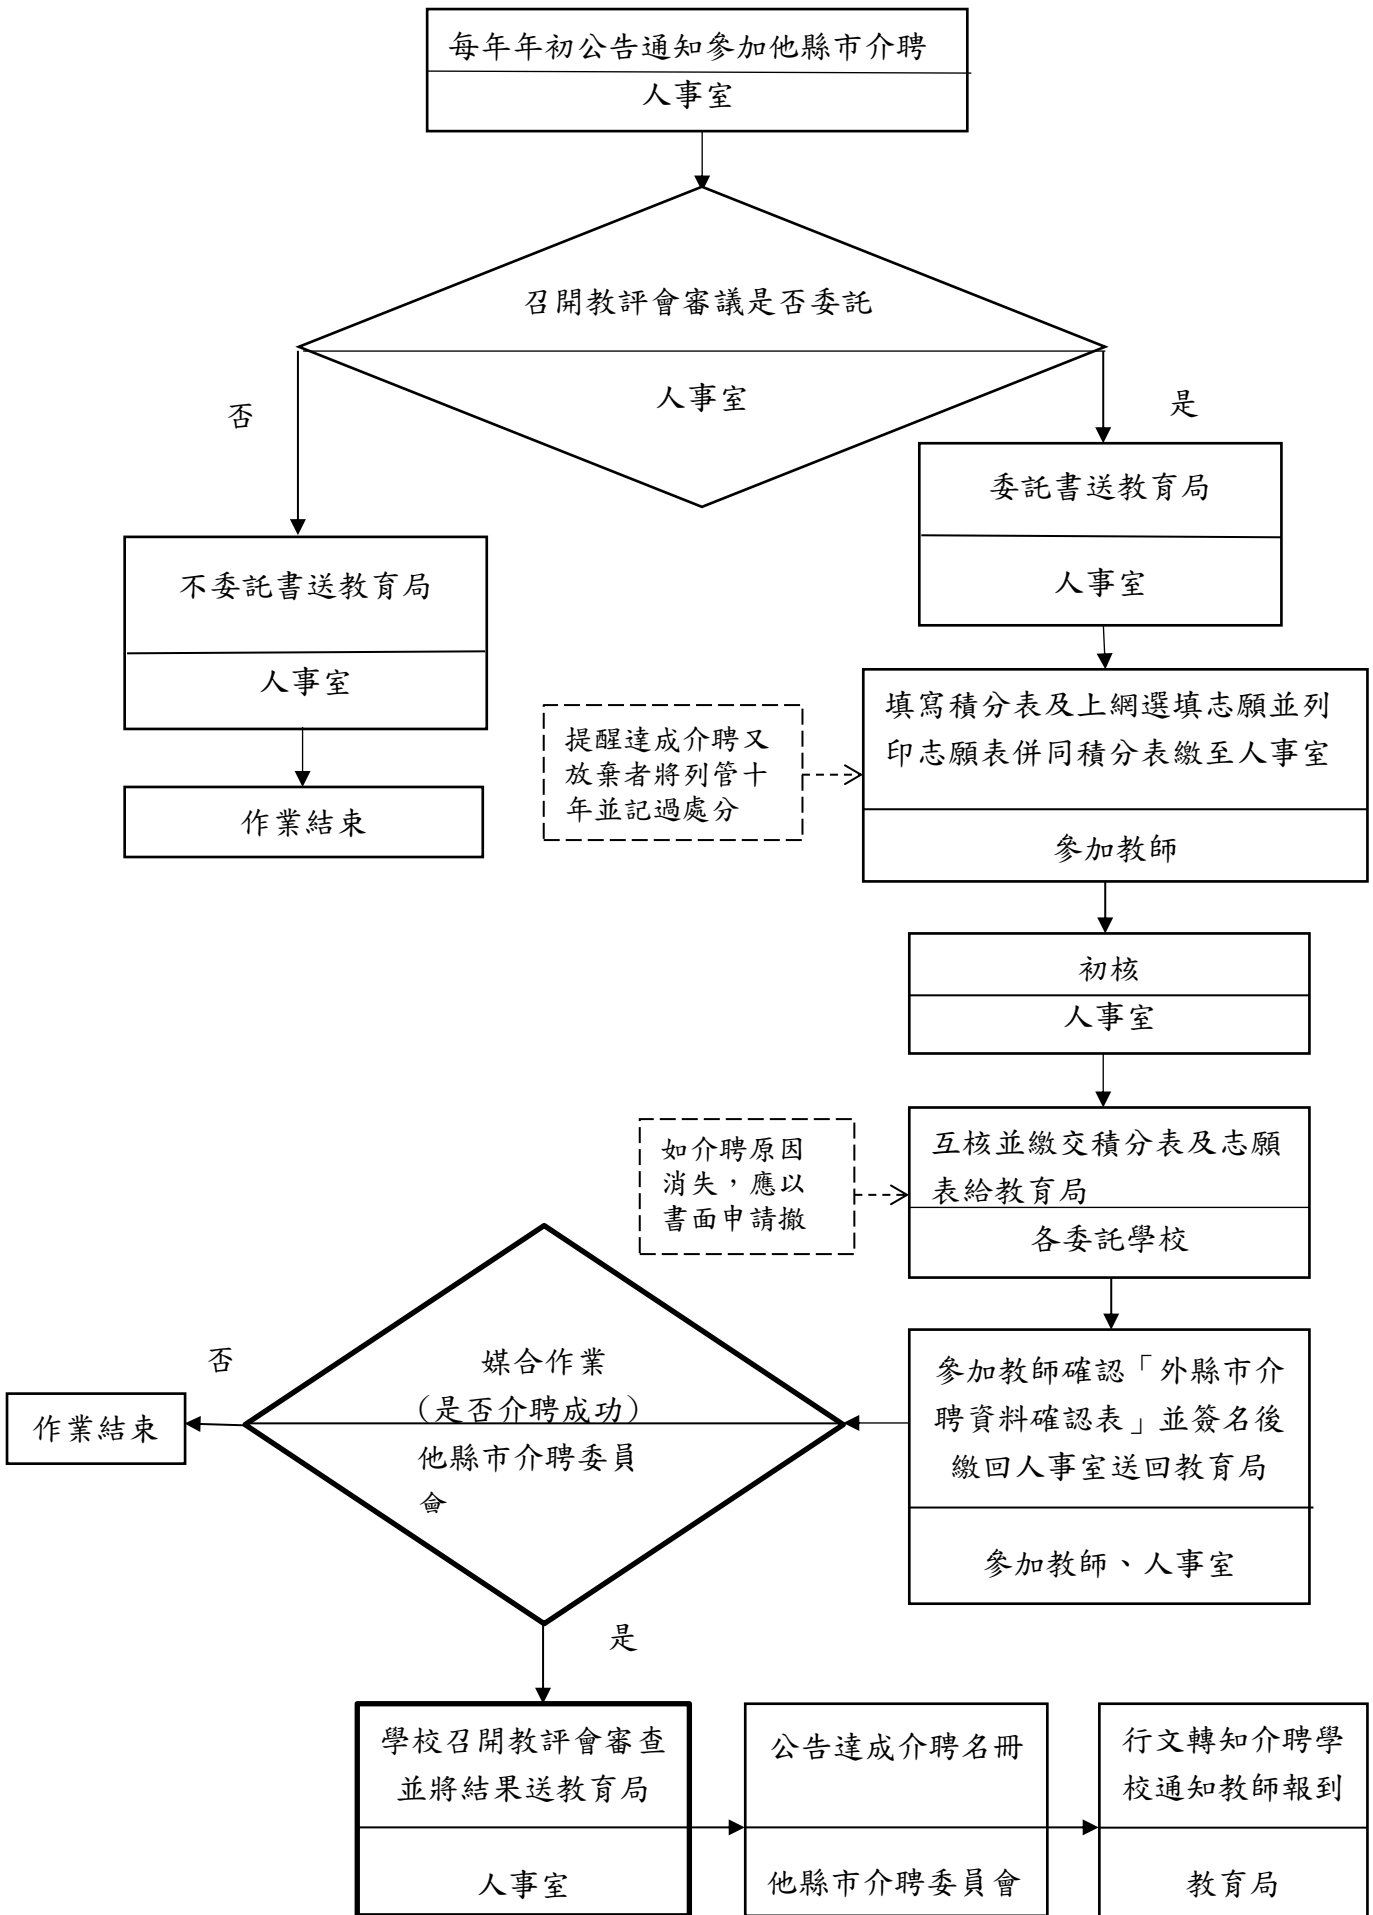 每年年初公告通知參加他縣市介聘
人事室
召開教評會審議是否委託
人事室
否
是
委託書送教育局
人事室
不委託書送教育局
人事室
作業結束
提醒達成介聘又
放棄者將列管十
年並記過處分
填寫積分表及上網選填志願並列
印志願表併同積分表繳至人事室
參加教師
初核
人事室
如介聘原因
消失，應以
書面申請撤
互核並繳交積分表及志願
表給教育局
各委託學校
參加教師確認「外縣市介
聘資料確認表」並簽名後
繳回人事室送回教育局
參加教師、人事室
媒合作業
(是否介聘成功)
他縣市介聘委員
會
否
作業結束
是
學校召開教評會審查
並將結果送教育局
人事室
公告達成介聘名冊
他縣市介聘委員會
行文轉知介聘學
校通知教師報到
教育局